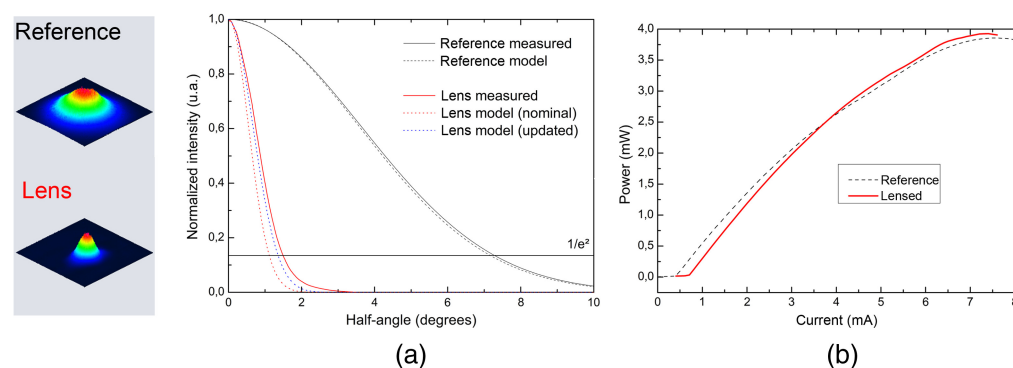 Reference
Lens
Normalized intensity (u.a.)
1,0
0,8
0,6
0,4
0,2
0,0
Reference measured
Reference model
Lens measured
Lens model (nominal)
Lens model (updated)
1/e²
0 2 4 6 8 10
Half-angle (degrees)
(a)
Power (mW)
4,0
3,5
3,0
2,5
2,0
1,5
1,0
0,5
0,0
Reference
Lensed
0 1 2 3 4 5 6 7 8
Current (mA)
(b)